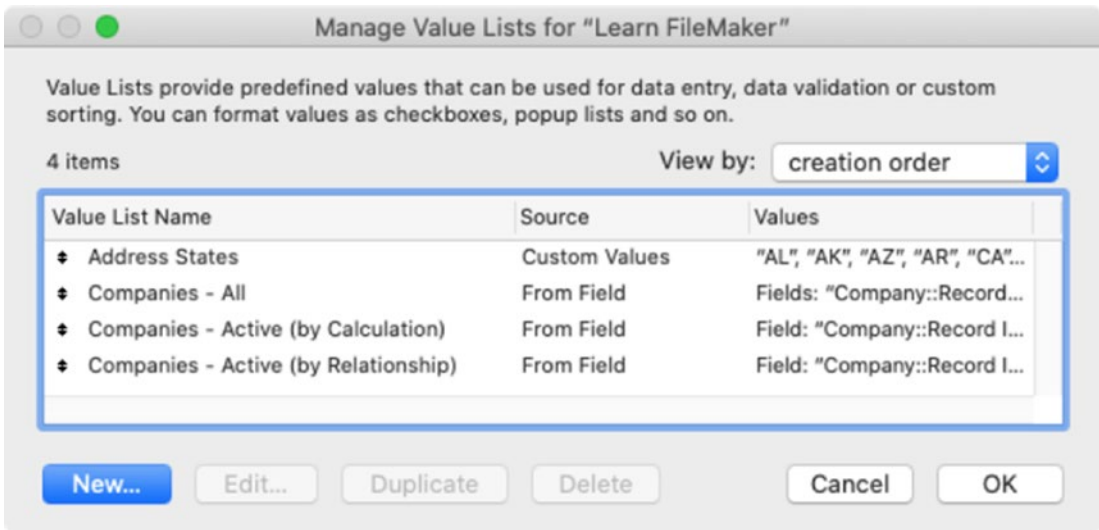 Manage Value Lists for “Learn FileMaker”
Value Lists provide predefined values that can be used for data entry, data validation or custom
sorting. You can format values as checkboxes, popup lists and so on.
4 items View by: creation order
Value List Name Source Values
Address States Custom Values “AL”, “AK”, “AZ”, “AR”, “CA”...
Companies - All From Field Fields: “Company::Record...
Companies - Active (by Calculation) From Field Field: “Company::Record I...
Companies - Active (by Relationship) From Field Field: “Company::Record I...
New... Edit... Duplicate Delete Cancel OK